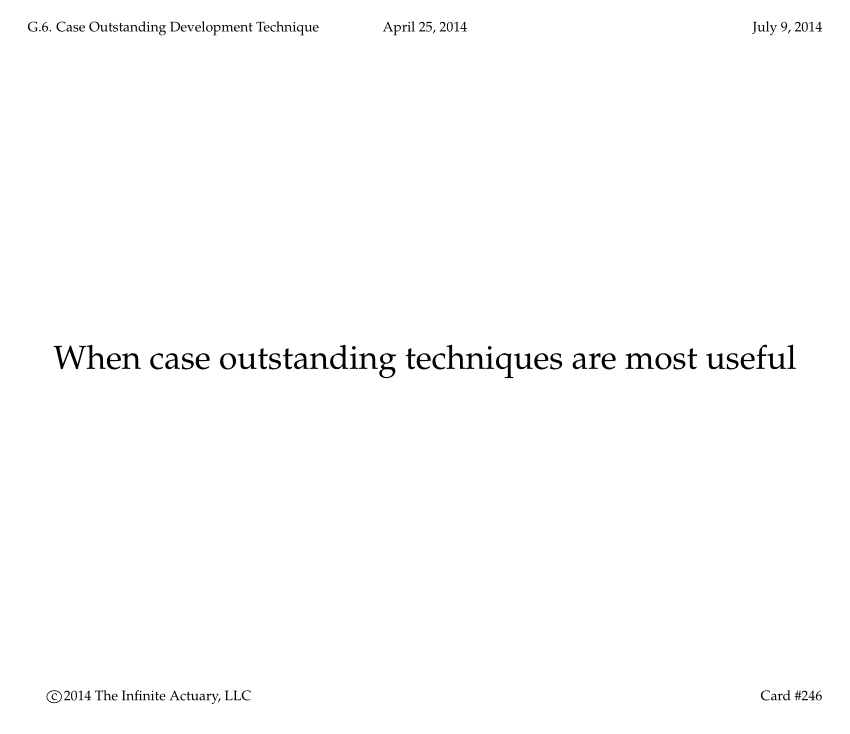 G.6. Case Outstanding Development Technique April 25, 2014 July 9, 2014
When case outstanding techniques are most useful
©2014 The Infinite Actuary, LLC Card #246